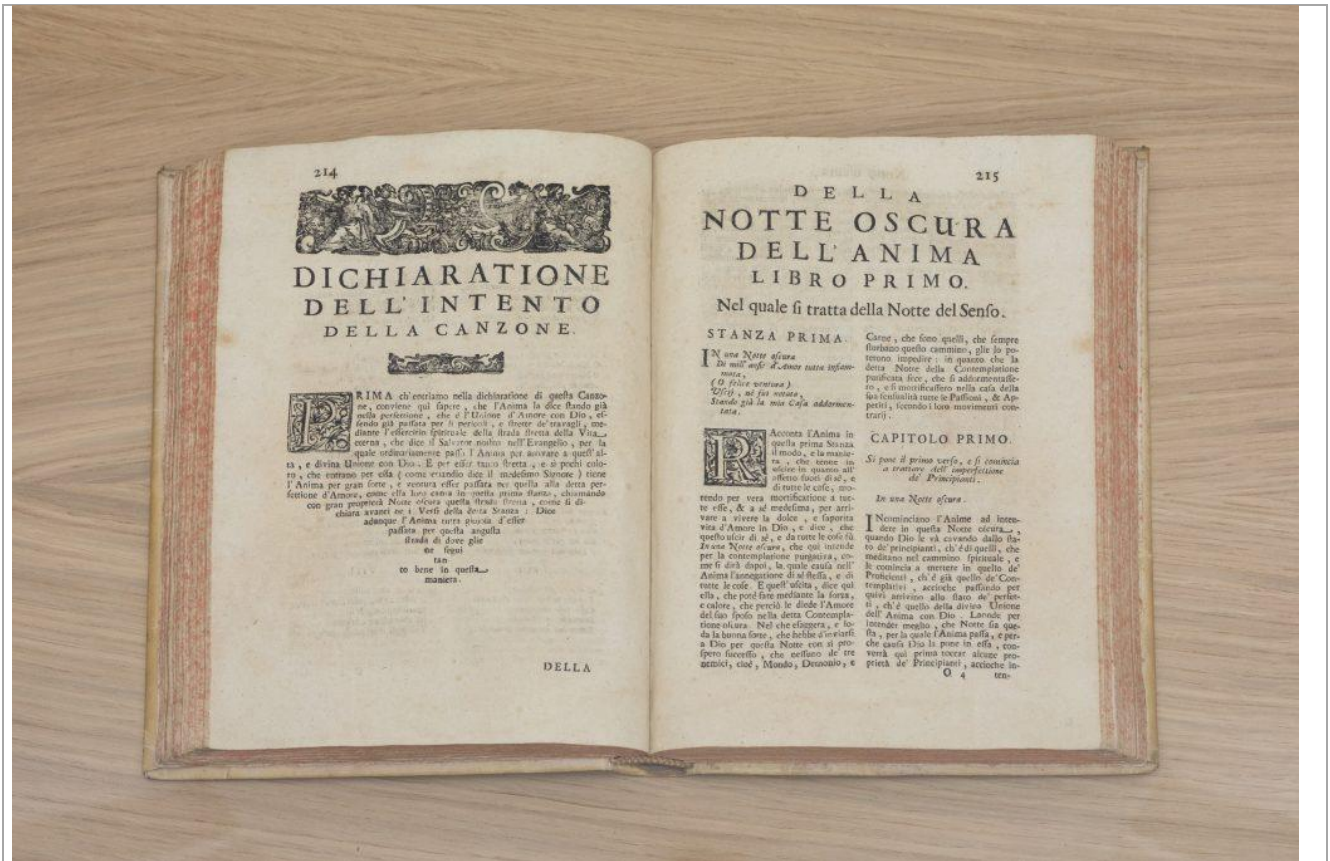 214
DICHIARATIONE
DELL' INTENTO
DELLA CANZONE.
PRIMA ch'entriamo nella dichiaratione di questa Canzo-
ne, conviene qui sapere, che l'Anima la dice stando già
nella perfettione, che é l'Unione d'Amore con Dio, es-
sendo già passata per li pericoli, e strette de' travagli, me-
diante l'essercitio spirituale della strada stretta della Vita
eterna, che dice il Salvator nostro nell'Evangelio, per la
quale ordinariamente passa l'Anima per arrivare a quest'al-
ta, e divina Unione con Dio. E per esser tanto stretta, e sì pochi colo-
ro, che entrano per essa (come etiandio dice il medesimo Signore) tiene
l'Anima per gran sorte, e ventura esser passata per quella alla detta per-
fettione d'Amore, come ella loro canta in questa prima stanza, chiamando
con gran proprietà Notte oscura questa strada stretta, come si di-
chiara avanti ne i Versi della detta Stanza: Dice
adunque l'Anima tutta gioiosa d'esser
passata per questa angusta
strada di dove glie
ne seguì
tan
to bene in questa
maniera.
DELLA
215
DELLA
NOTTE OSCURA
DELL' ANIMA
LIBRO PRIMO.
Nel quale si tratta della Notte del Senso.
STANZA PRIMA.
IN una Notte oscura
Di mill' ansie d'Amore tutta infiam-
mata,
(O felice ventura)
Uscij, né fui notata,
Stando già la mia Casa addormen-
tata.
RAcconta l'Anima in
questa prima Stanza
il modo, e la manie-
ra, che tenne in
uscire in quanto all'
affetto fuori di sé, e
di tutte le cose, mo-
rendo per vera mortificatione a tut-
te esse, & a sé medesima, per arri-
vare a vivere la dolce, e saporita
vita d'Amore in Dio, e dice, che
questo uscir di sé, e da tutte le cose fù
In una Notte oscura, che quì intende
per la contemplatione purgativa, co-
me si dirà dapoi, la quale causa nell'
Anima l'annegatione di sé stessa, e di
tutte le cose. E quest'uscita, dice qui
essa, che poté fare mediante la forza,
e calore, che perciò le diede l'Amore
del suo sposo nella detta Contempla-
tione oscura. Nel che esaggera, e lo-
da la buona sorte, che hebbe d'inviarsi
a Dio per questa Notte con sì pro-
spero successo, che nessuno de' tre
nemici, cioé, Mondo, Demonio, e
Carne, che sono quelli, che sempre
sturbano questo cammino, glie lo po-
terono impedire: in quanto che la
detta Notte della Contemplatione
purificata fece, che si addormentasse-
ro, e si mortificassero nella casa della
sua sensualità tutte le Passioni, & Ap-
petiti, secondo i loro movimenti con-
trarij.
CAPITOLO PRIMO.
Si pone il primo verso, e si comincia
a trattare dell' imperfettione
de' Principianti.
In una Notte oscura.
INcominciano l'Anime ad inten-
dere in questa Notte oscura,
quando Dio le và cavando dallo sta-
to de' principianti, ch'é di quelli, che
meditano nel cammino spirituale, e
le comincia a mettere in quello de'
Proficienti, ch'é già quello de' Con-
templativi, accioche passando per
quivi arrivino allo stato de' perfet-
ti, ch'é quello della divina Unione
dell' Anima con Dio. Laonde per
intender meglio, che Notte sia que-
sta, per la quale l'Anima passa, e per-
che causa Dio la pone in essa, con-
verrà quì prima toccar alcune pro-
prietà de' Principianti, accioche in-
O 4
ten-